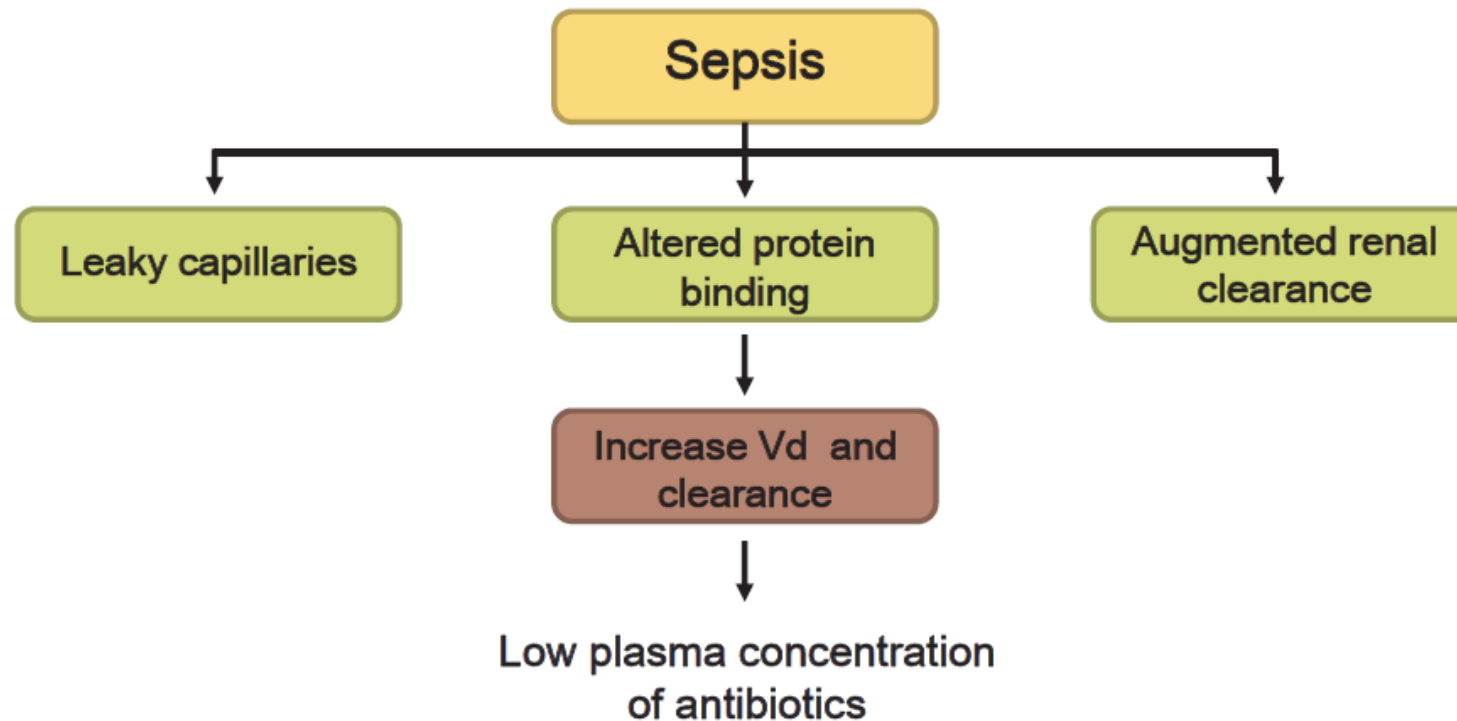 Sepsis
Leaky capillaries
Altered protein
binding
Augmented renal
clearance
Increase Vd and
clearance
Low plasma concentration
of antibiotics